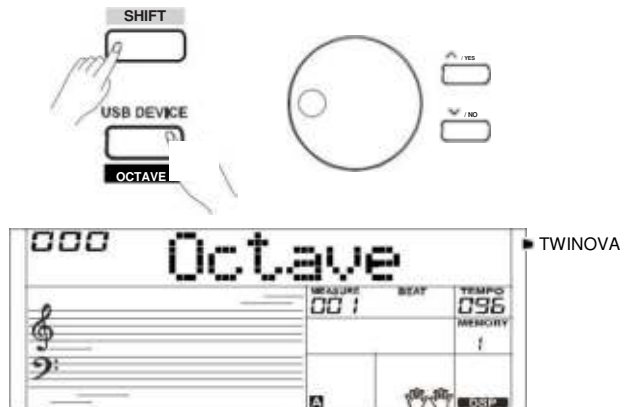 SHIFT
USB DEVICE
OCTAVE
/ YES
/ NO
000 Octave
TWINOVA
MEASURE BEAT TEMPO
001 096
MEMORY
1
A
DSP